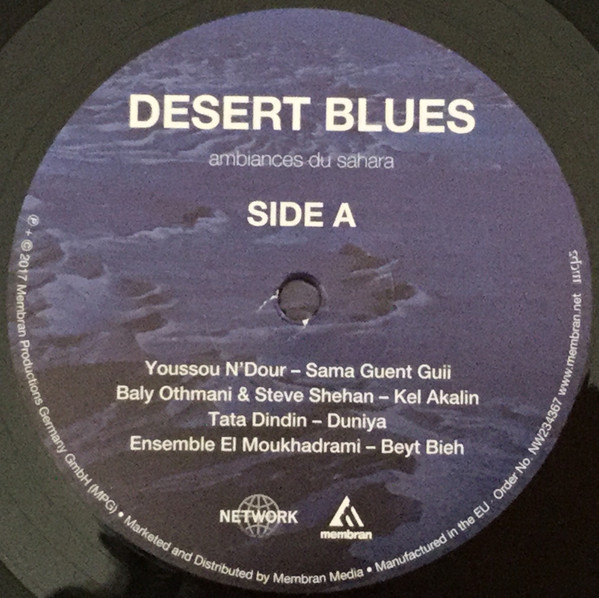 DESERT BLUES
ambiances du sahara
SIDE A
Youssou N'Dour – Sama Guent Guii
Baly Othmani & Steve Shehan – Kel Akalin
Tata Dindin – Duniya
Ensemble El Moukhadrami – Beyt Bieh
NETWORK
membran
℗ + © 2017 Membran Productions Germany GmbH (MPG) • Marketed and Distributed by Membran Media • Manufactured in the EU · Order No. NW234367 www.membran.net mcps